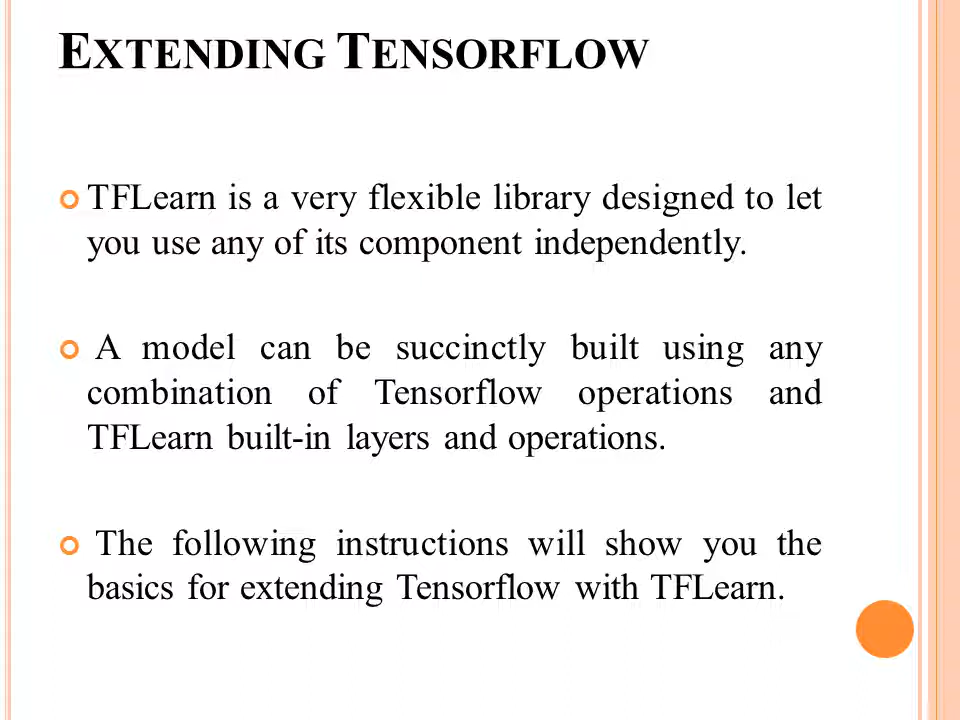 EXTENDING TENSORFLOW
TFLearn is a very flexible library designed to let
you use any of its component independently.
A model can be succinctly built using any
combination of Tensorflow operations and
TFLearn built-in layers and operations.
The following instructions will show you the
basics for extending Tensorflow with TFLearn.